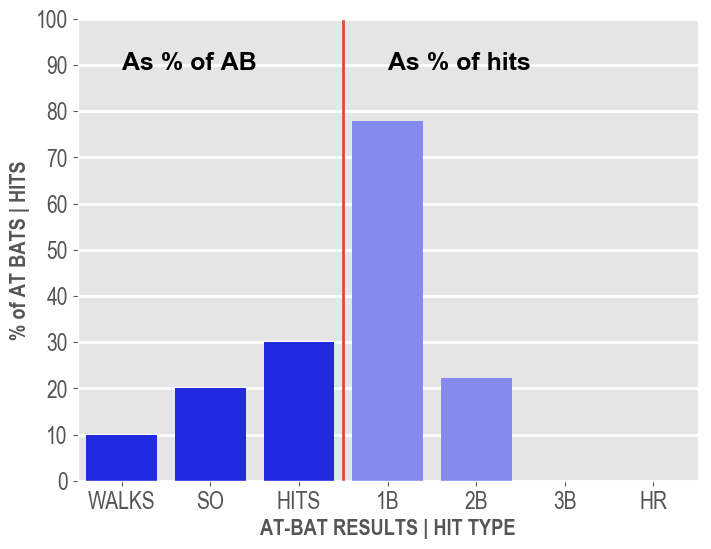 As % of AB
As % of hits
% of AT BATS | HITS
100
90
80
70
60
50
40
30
20
10
0
WALKS SO HITS 1B 2B 3B HR
AT-BAT RESULTS | HIT TYPE